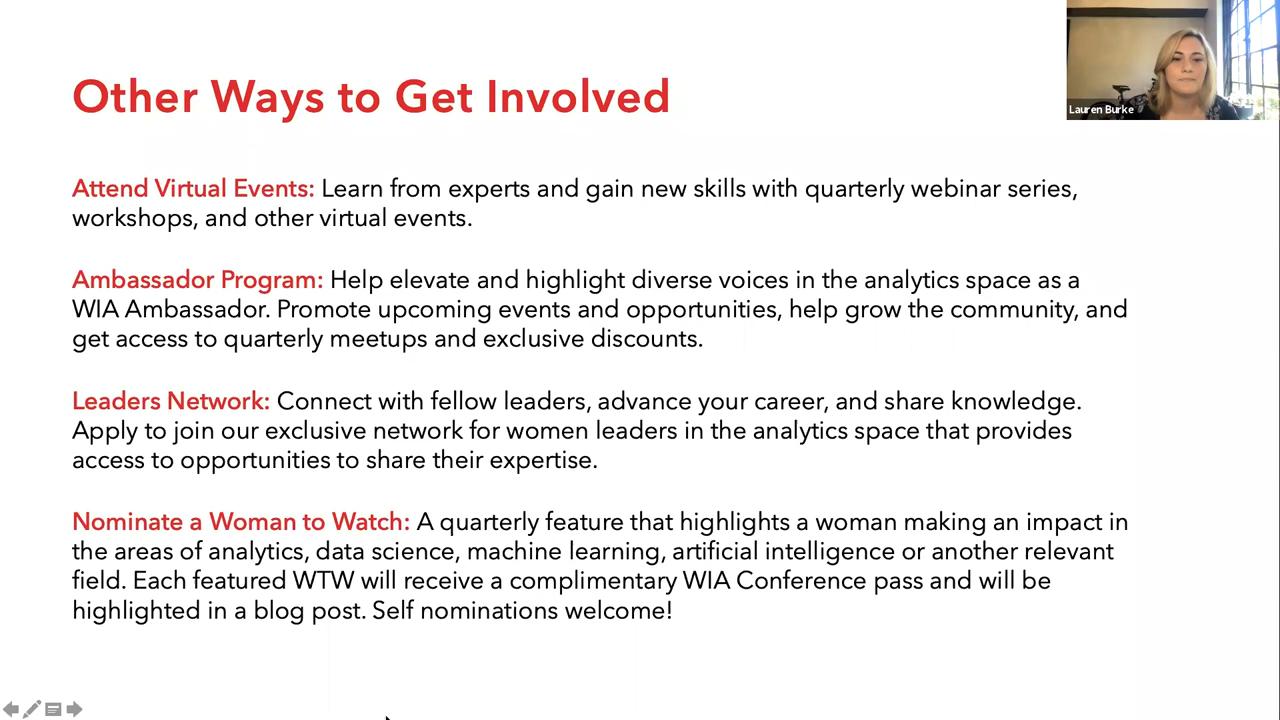 Other Ways to Get Involved
Lauren Burke
Attend Virtual Events: Learn from experts and gain new skills with quarterly webinar series,
workshops, and other virtual events.
Ambassador Program: Help elevate and highlight diverse voices in the analytics space as a
WIA Ambassador. Promote upcoming events and opportunities, help grow the community, and
get access to quarterly meetups and exclusive discounts.
Leaders Network: Connect with fellow leaders, advance your career, and share knowledge.
Apply to join our exclusive network for women leaders in the analytics space that provides
access to opportunities to share their expertise.
Nominate a Woman to Watch: A quarterly feature that highlights a woman making an impact in
the areas of analytics, data science, machine learning, artificial intelligence or another relevant
field. Each featured WTW will receive a complimentary WIA Conference pass and will be
highlighted in a blog post. Self nominations welcome!